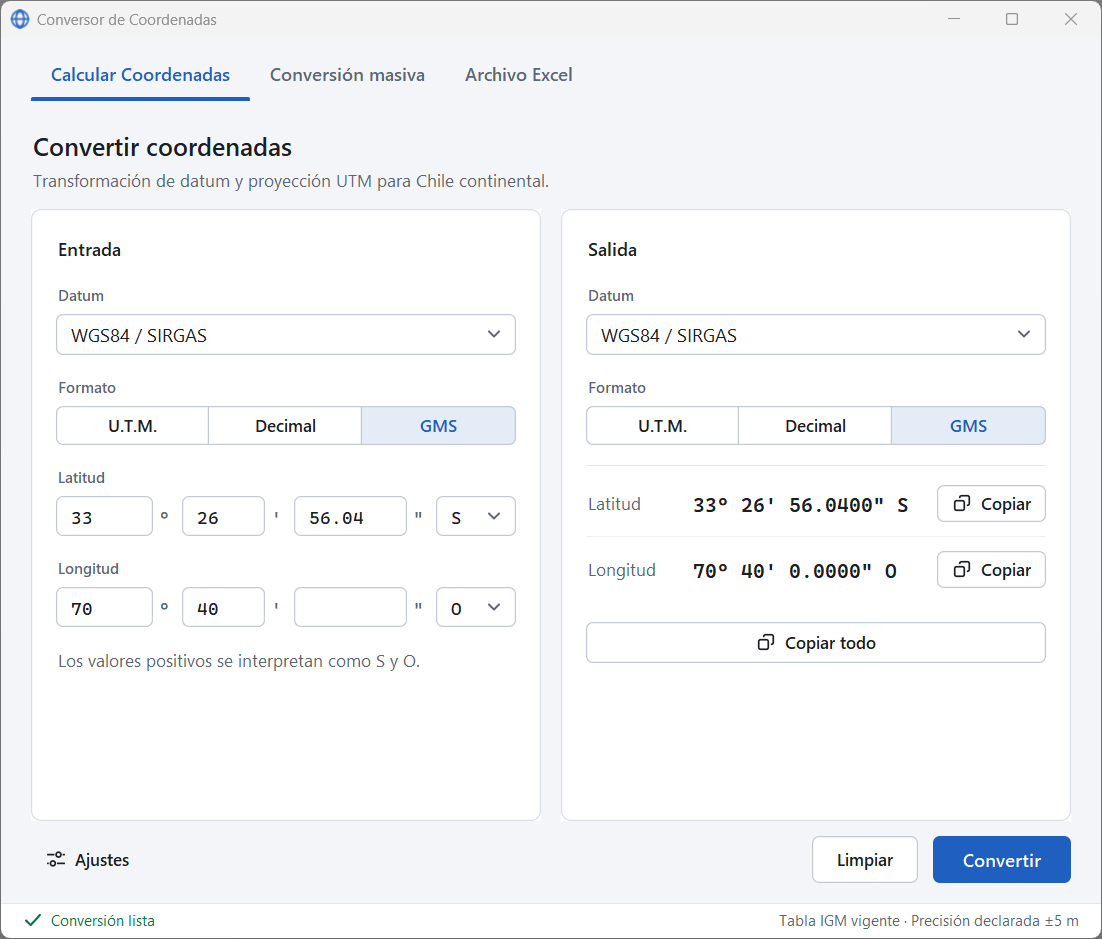 Conversor de Coordenadas
Calcular Coordenadas Conversión masiva Archivo Excel
Convertir coordenadas
Transformación de datum y proyección UTM para Chile continental.
Entrada
Datum
WGS84 / SIRGAS
Formato
U.T.M. Decimal GMS
Latitud
33 ° 26 ' 56.04 " S
Longitud
70 ° 40 ' " O
Los valores positivos se interpretan como S y O.
Salida
Datum
WGS84 / SIRGAS
Formato
U.T.M. Decimal GMS
Latitud 33° 26' 56.0400" S Copiar
Longitud 70° 40' 0.0000" O Copiar
Copiar todo
Ajustes Limpiar Convertir
Conversión lista Tabla IGM vigente · Precisión declarada ±5 m